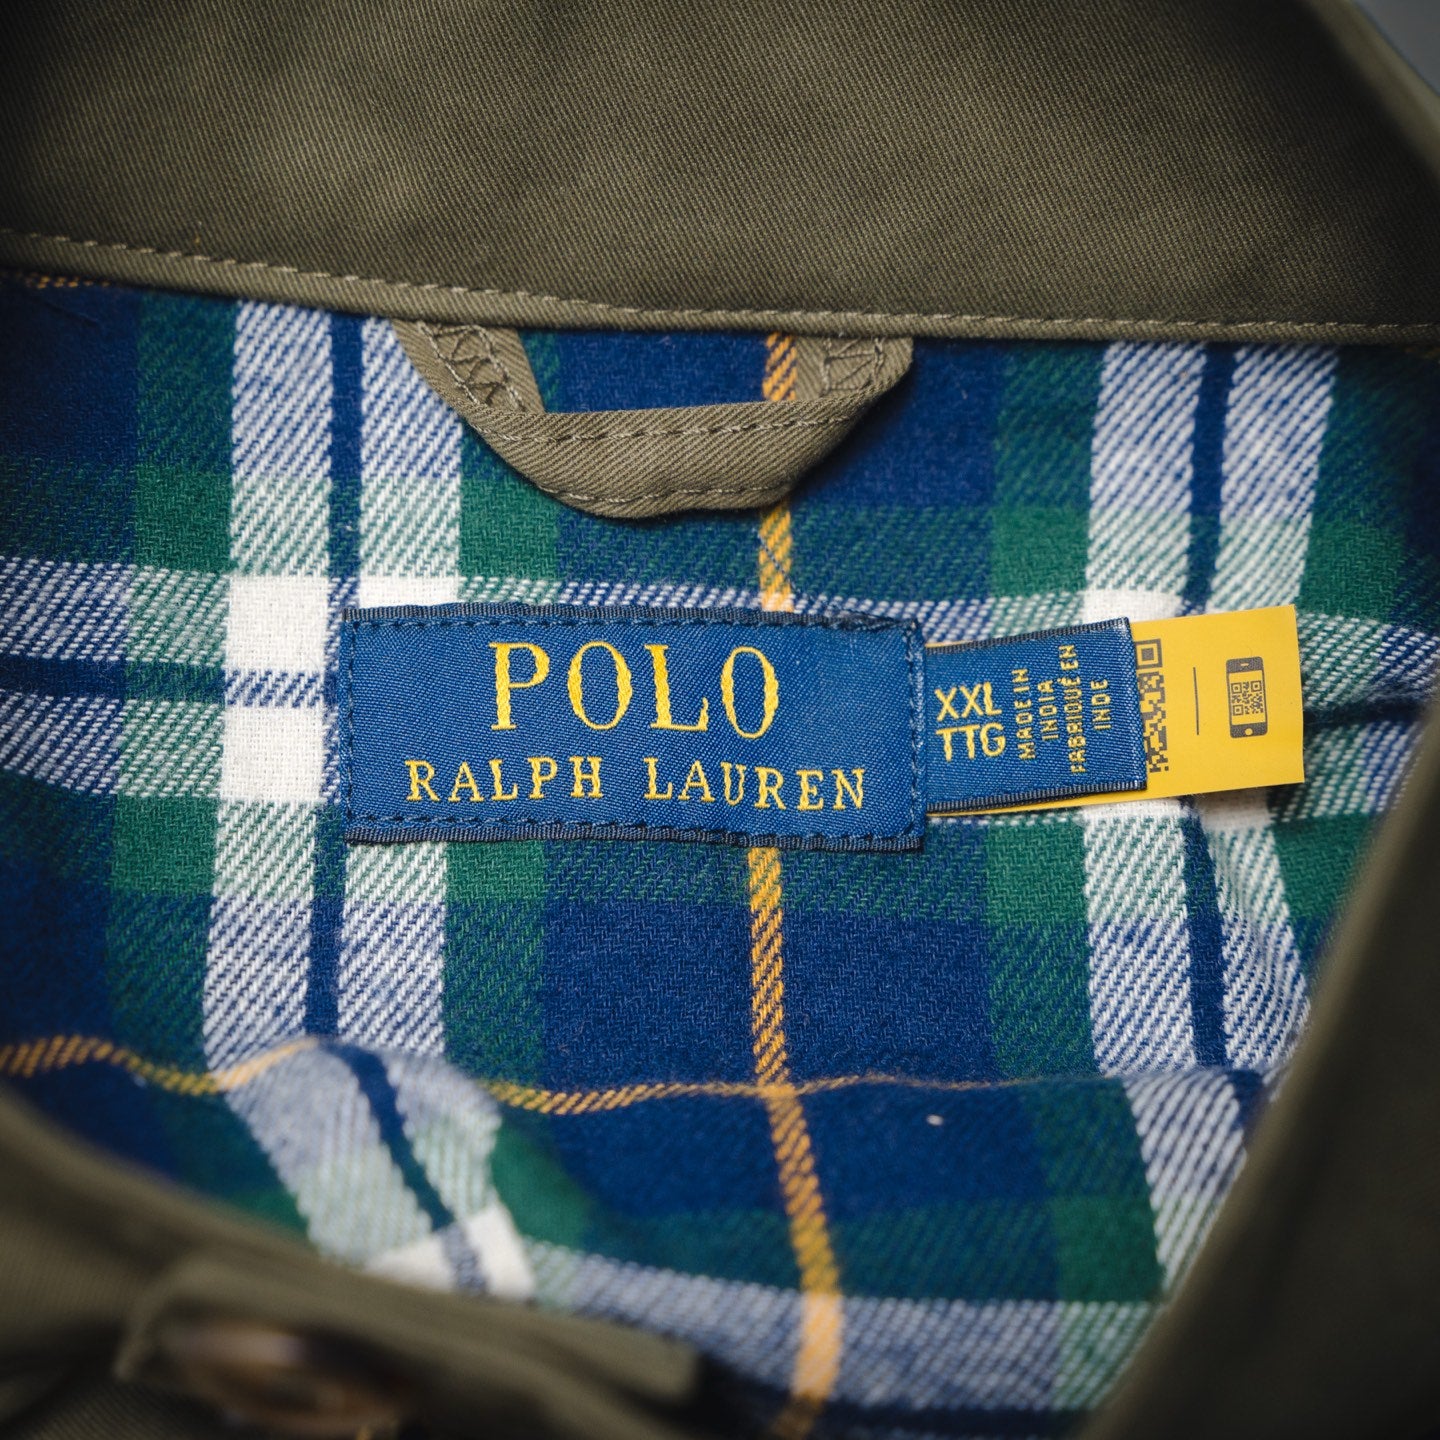 POLO
RALPH LAUREN
XXL
TTG
MADE IN
INDIA
FABRIQUÉ EN
INDE